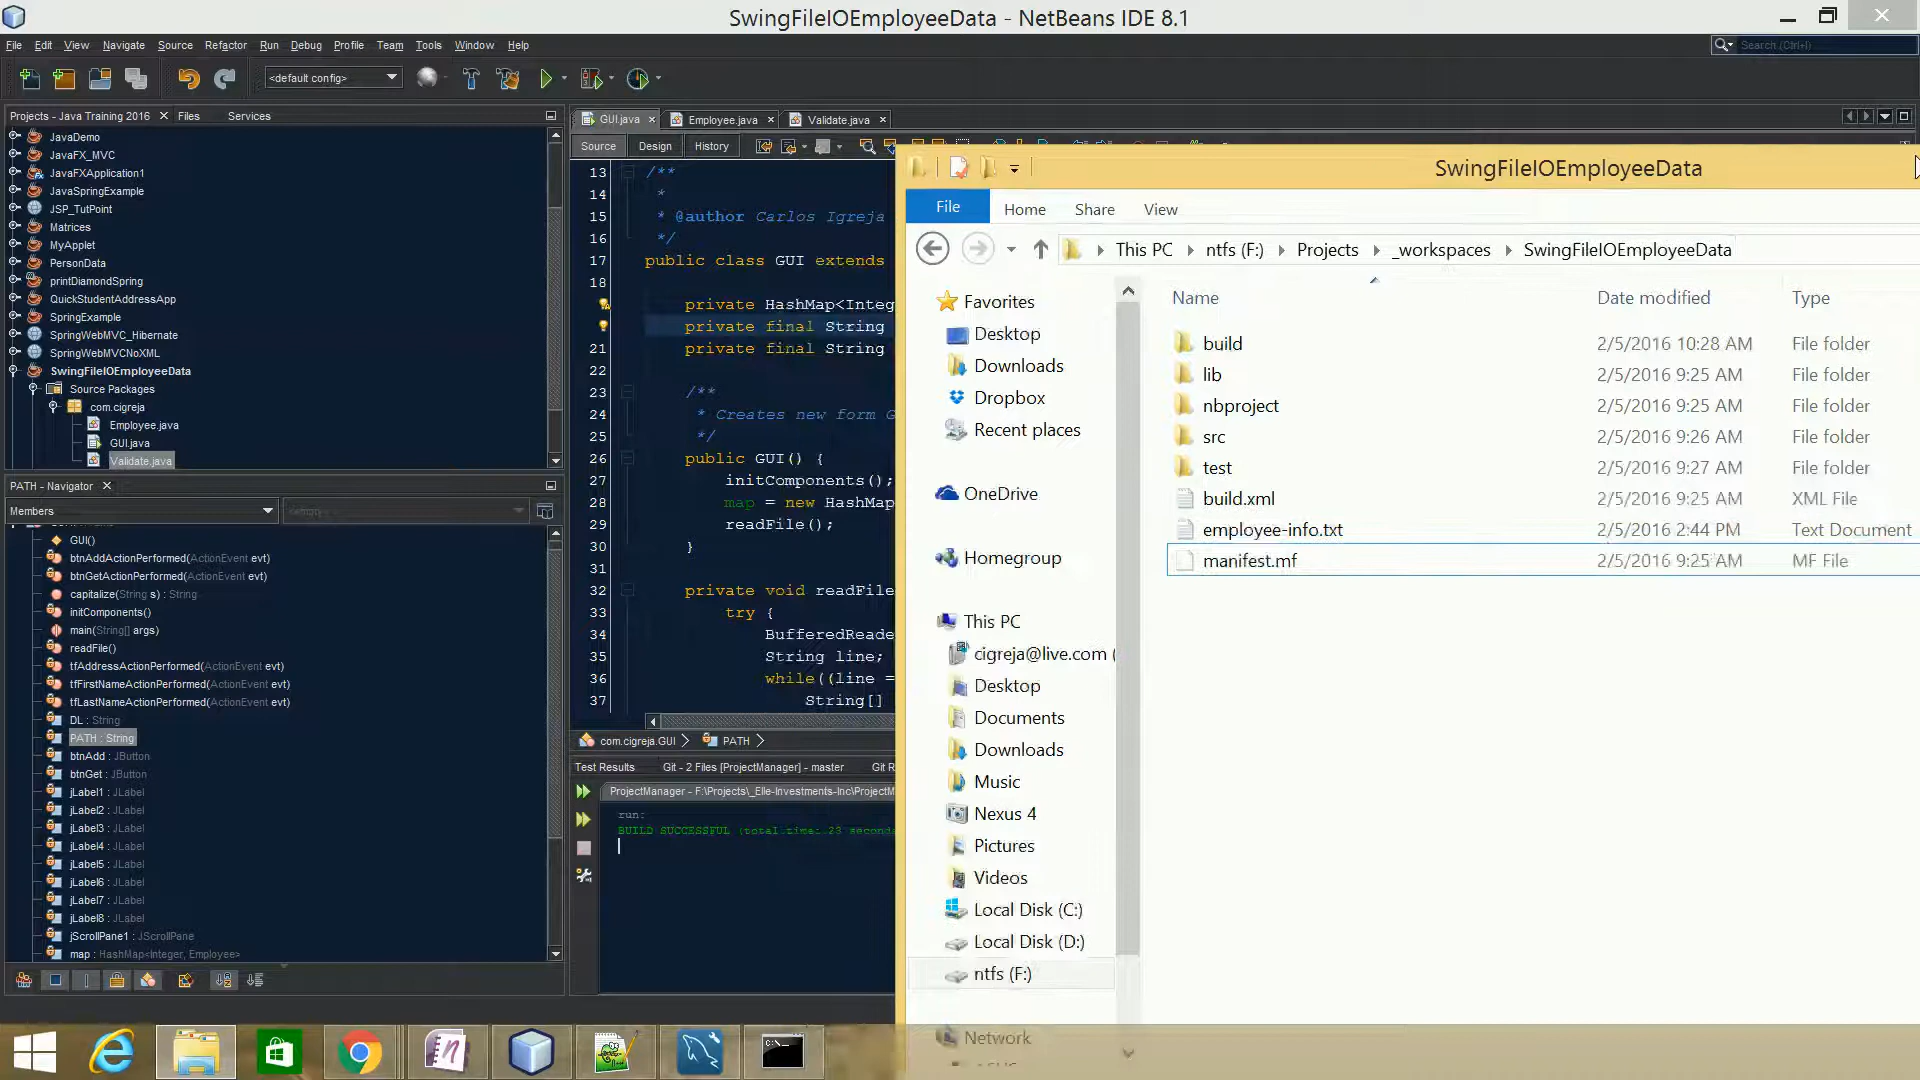 SwingFileIOEmployeeData - NetBeans IDE 8.1
File Edit View Navigate Source Refactor Run Debug Profile Team Tools Window Help
Search (Ctrl+I)
<default config>
Projects - Java Training 2016 Files Services
JavaDemo
JavaFX_MVC
JavaFXApplication1
JavaSpringExample
JSP_TutPoint
Matrices
MyApplet
PersonData
printDiamondSpring
QuickStudentAddressApp
SpringExample
SpringWebMVC_Hibernate
SpringWebMVCNoXML
SwingFileIOEmployeeData
Source Packages
com.cigreja
Employee.java
GUI.java
Validate.java
PATH - Navigator
Members
GUI()
btnAddActionPerformed(ActionEvent evt)
btnGetActionPerformed(ActionEvent evt)
capitalize(String s) : String
initComponents()
main(String[] args)
readFile()
tfAddressActionPerformed(ActionEvent evt)
tfFirstNameActionPerformed(ActionEvent evt)
tfLastNameActionPerformed(ActionEvent evt)
DL : String
PATH : String
btnAdd : JButton
btnGet : JButton
jLabel1 : JLabel
jLabel2 : JLabel
jLabel3 : JLabel
jLabel4 : JLabel
jLabel5 : JLabel
jLabel6 : JLabel
jLabel7 : JLabel
jLabel8 : JLabel
jScrollPane1 : JScrollPane
map : HashMap<Integer, Employee>
GUI.java Employee.java Validate.java
Source Design History
13 /**
14 *
15 * @author Carlos Igreja
16 */
17 public class GUI extends
18
private HashMap<Integ
private final String
21 private final String
22
23 /**
24 * Creates new form G
25 */
26 public GUI() {
27 initComponents();
28 map = new HashMap
29 readFile();
30 }
31
32 private void readFile
33 try {
34 BufferedReade
35 String line;
36 while((line =
37 String[]
com.cigreja.GUI PATH
Test Results Git - 2 Files [ProjectManager] - master Git R
ProjectManager - F:\Projects\_Elle-Investments-Inc\ProjectM
run:
BUILD SUCCESSFUL (total time: 23 seconds
SwingFileIOEmployeeData
File Home Share View
This PC ntfs (F:) Projects _workspaces SwingFileIOEmployeeData
Favorites
Desktop
Downloads
Dropbox
Recent places
OneDrive
Homegroup
This PC
cigreja@live.com (
Desktop
Documents
Downloads
Music
Nexus 4
Pictures
Videos
Local Disk (C:)
Local Disk (D:)
ntfs (F:)
Network
Name Date modified Type
build 2/5/2016 10:28 AM File folder
lib 2/5/2016 9:25 AM File folder
nbproject 2/5/2016 9:25 AM File folder
src 2/5/2016 9:26 AM File folder
test 2/5/2016 9:27 AM File folder
build.xml 2/5/2016 9:25 AM XML File
employee-info.txt 2/5/2016 2:44 PM Text Document
manifest.mf 2/5/2016 9:25 AM MF File